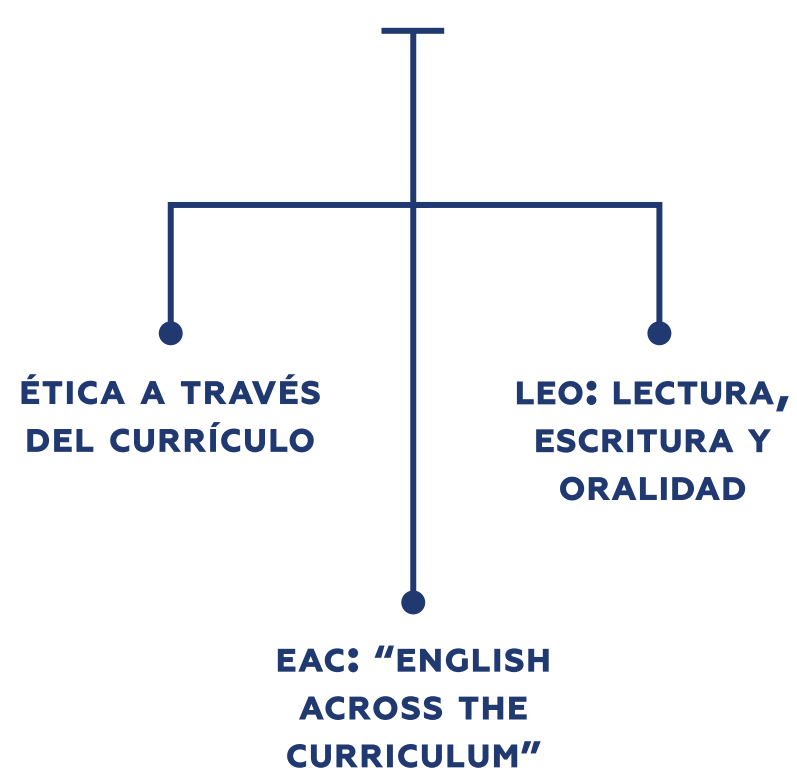 ÉTICA A TRAVÉS
DEL CURRÍCULO
LEO: LECTURA,
ESCRITURA Y
ORALIDAD
EAC: “ENGLISH
ACROSS THE
CURRICULUM”